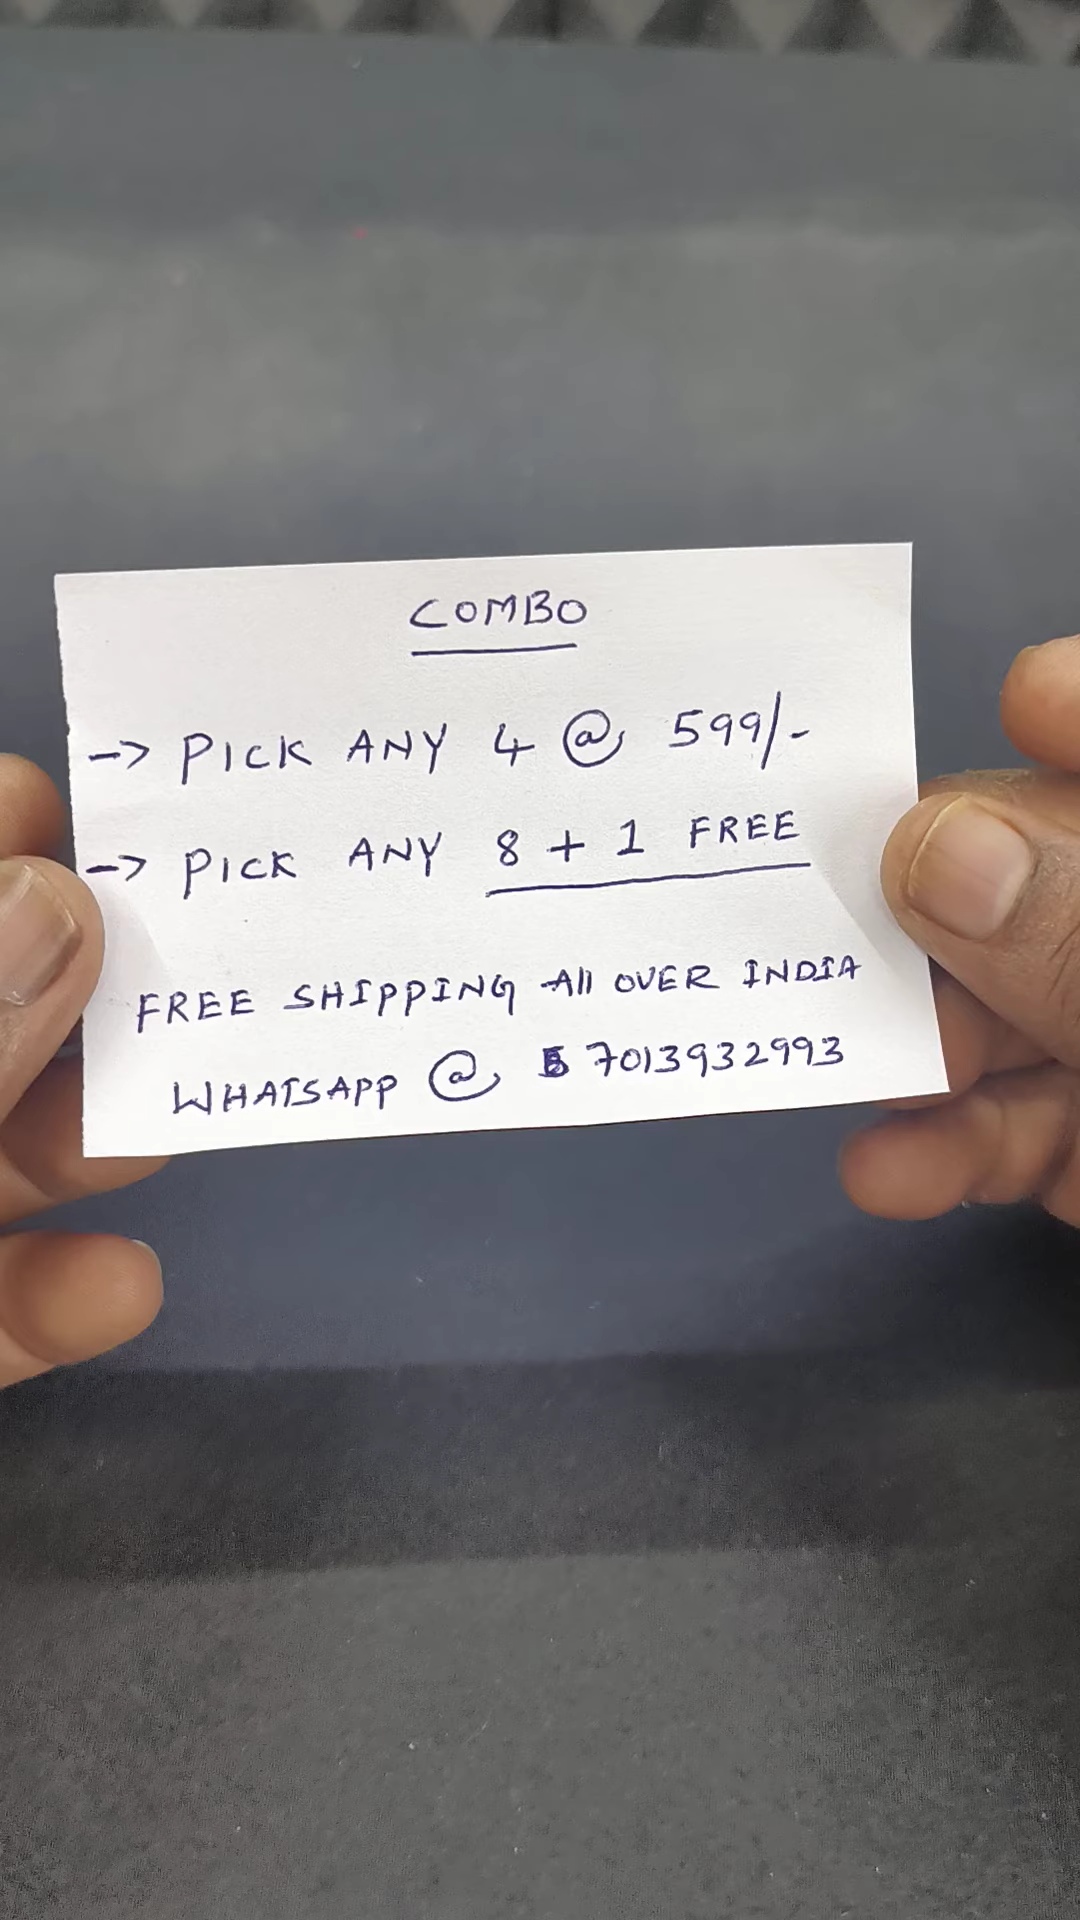 COMBO
-> PICK ANY 4 @ 599/-
-> PICK ANY 8 + 1 FREE
FREE SHIPPING All OVER INDIA
WHATSAPP @ 7013932993